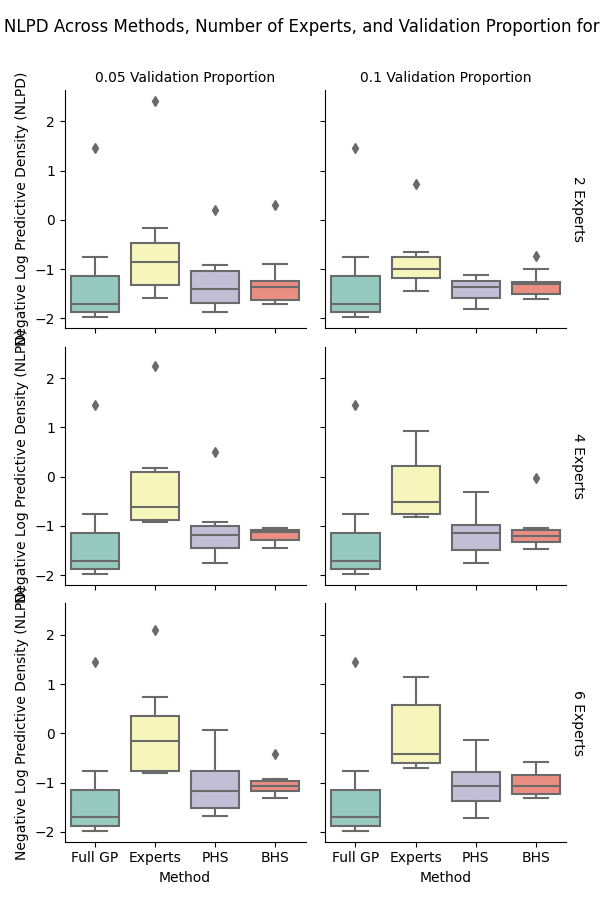 NLPD Across Methods, Number of Experts, and Validation Proportion for
0.05 Validation Proportion
0.1 Validation Proportion
Negative Log Predictive Density (NLPD)
2
1
0
−1
−2
2 Experts
Negative Log Predictive Density (NLPD)
2
1
0
−1
−2
4 Experts
Negative Log Predictive Density (NLPD)
2
1
0
−1
−2
6 Experts
Full GP Experts PHS BHS
Method
Full GP Experts PHS BHS
Method